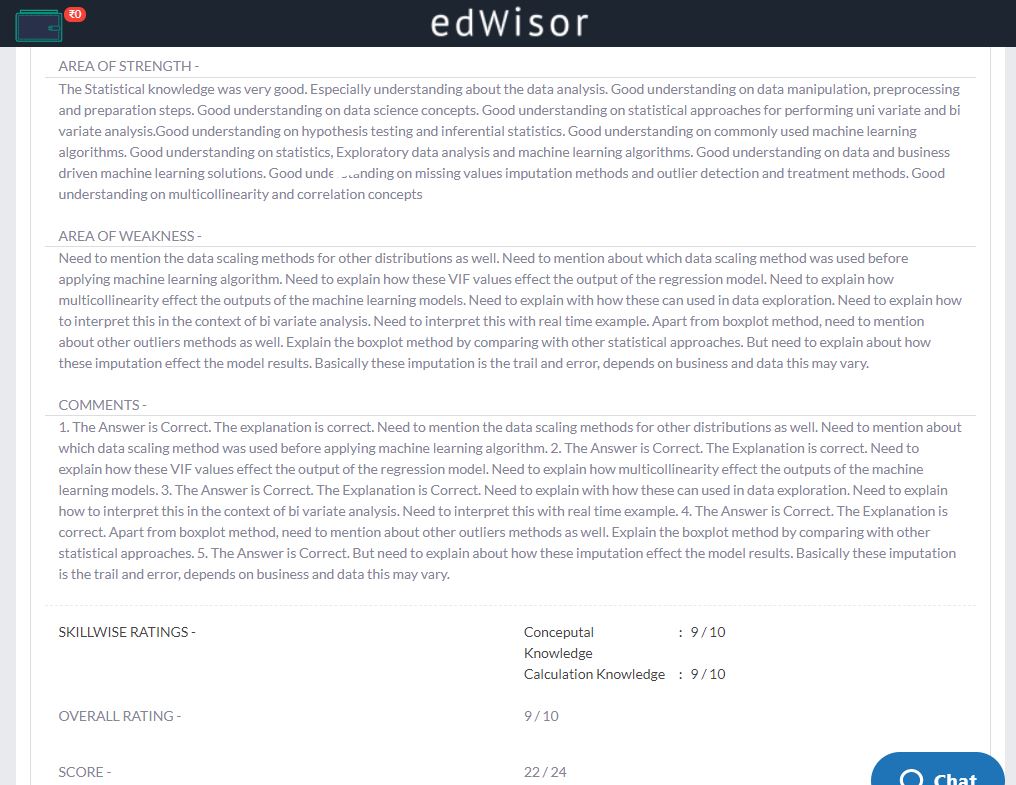 ₹0
edWisor
AREA OF STRENGTH -
The Statistical knowledge was very good. Especially understanding about the data analysis. Good understanding on data manipulation, preprocessing
and preparation steps. Good understanding on data science concepts. Good understanding on statistical approaches for performing uni variate and bi
variate analysis.Good understanding on hypothesis testing and inferential statistics. Good understanding on commonly used machine learning
algorithms. Good understanding on statistics, Exploratory data analysis and machine learning algorithms. Good understanding on data and business
driven machine learning solutions. Good understanding on missing values imputation methods and outlier detection and treatment methods. Good
understanding on multicollinearity and correlation concepts
AREA OF WEAKNESS -
Need to mention the data scaling methods for other distributions as well. Need to mention about which data scaling method was used before
applying machine learning algorithm. Need to explain how these VIF values effect the output of the regression model. Need to explain how
multicollinearity effect the outputs of the machine learning models. Need to explain with how these can used in data exploration. Need to explain how
to interpret this in the context of bi variate analysis. Need to interpret this with real time example. Apart from boxplot method, need to mention
about other outliers methods as well. Explain the boxplot method by comparing with other statistical approaches. But need to explain about how
these imputation effect the model results. Basically these imputation is the trail and error, depends on business and data this may vary.
COMMENTS -
1. The Answer is Correct. The explanation is correct. Need to mention the data scaling methods for other distributions as well. Need to mention about
which data scaling method was used before applying machine learning algorithm. 2. The Answer is Correct. The Explanation is correct. Need to
explain how these VIF values effect the output of the regression model. Need to explain how multicollinearity effect the outputs of the machine
learning models. 3. The Answer is Correct. The Explanation is Correct. Need to explain with how these can used in data exploration. Need to explain
how to interpret this in the context of bi variate analysis. Need to interpret this with real time example. 4. The Answer is Correct. The Explanation is
correct. Apart from boxplot method, need to mention about other outliers methods as well. Explain the boxplot method by comparing with other
statistical approaches. 5. The Answer is Correct. But need to explain about how these imputation effect the model results. Basically these imputation
is the trail and error, depends on business and data this may vary.
SKILLWISE RATINGS -
Conceputal : 9 / 10
Knowledge
Calculation Knowledge : 9 / 10
OVERALL RATING - 9 / 10
SCORE - 22 / 24
Chat